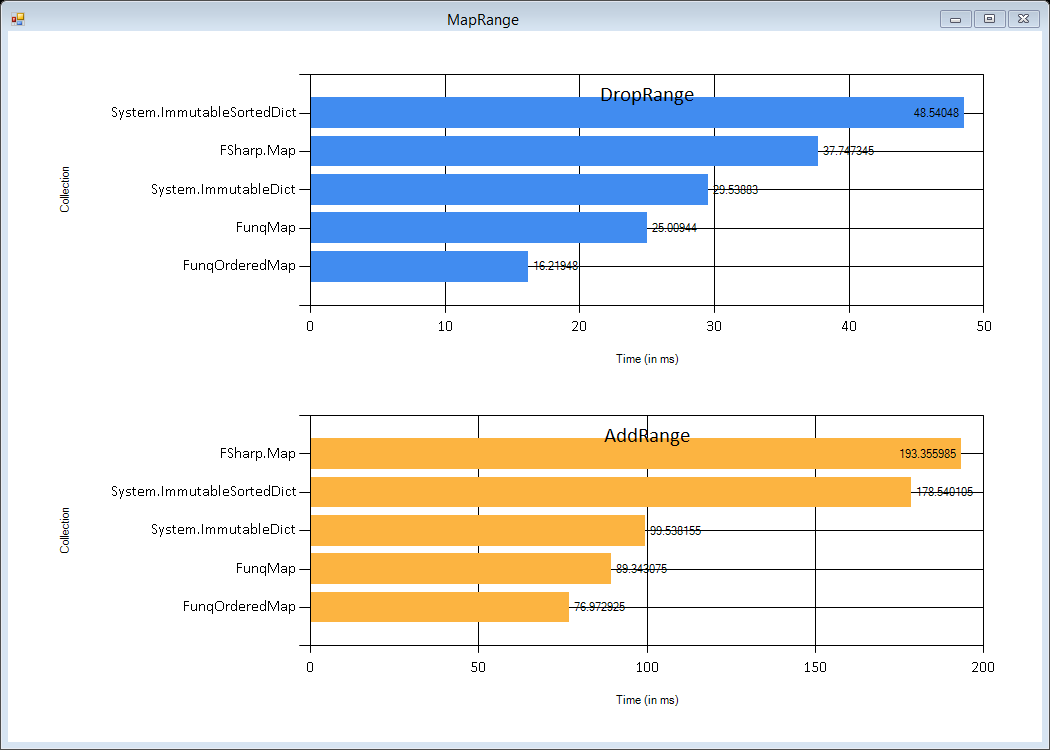 MapRange
DropRange
System.ImmutableSortedDict 48.54048
FSharp.Map 37.747345
System.ImmutableDict 29.53883
FunqMap 25.00944
FunqOrderedMap 16.21948
Collection
0 10 20 30 40 50
Time (in ms)
AddRange
FSharp.Map 193.355985
System.ImmutableSortedDict 178.540105
System.ImmutableDict 99.538155
FunqMap 89.343075
FunqOrderedMap 76.972925
Collection
0 50 100 150 200
Time (in ms)